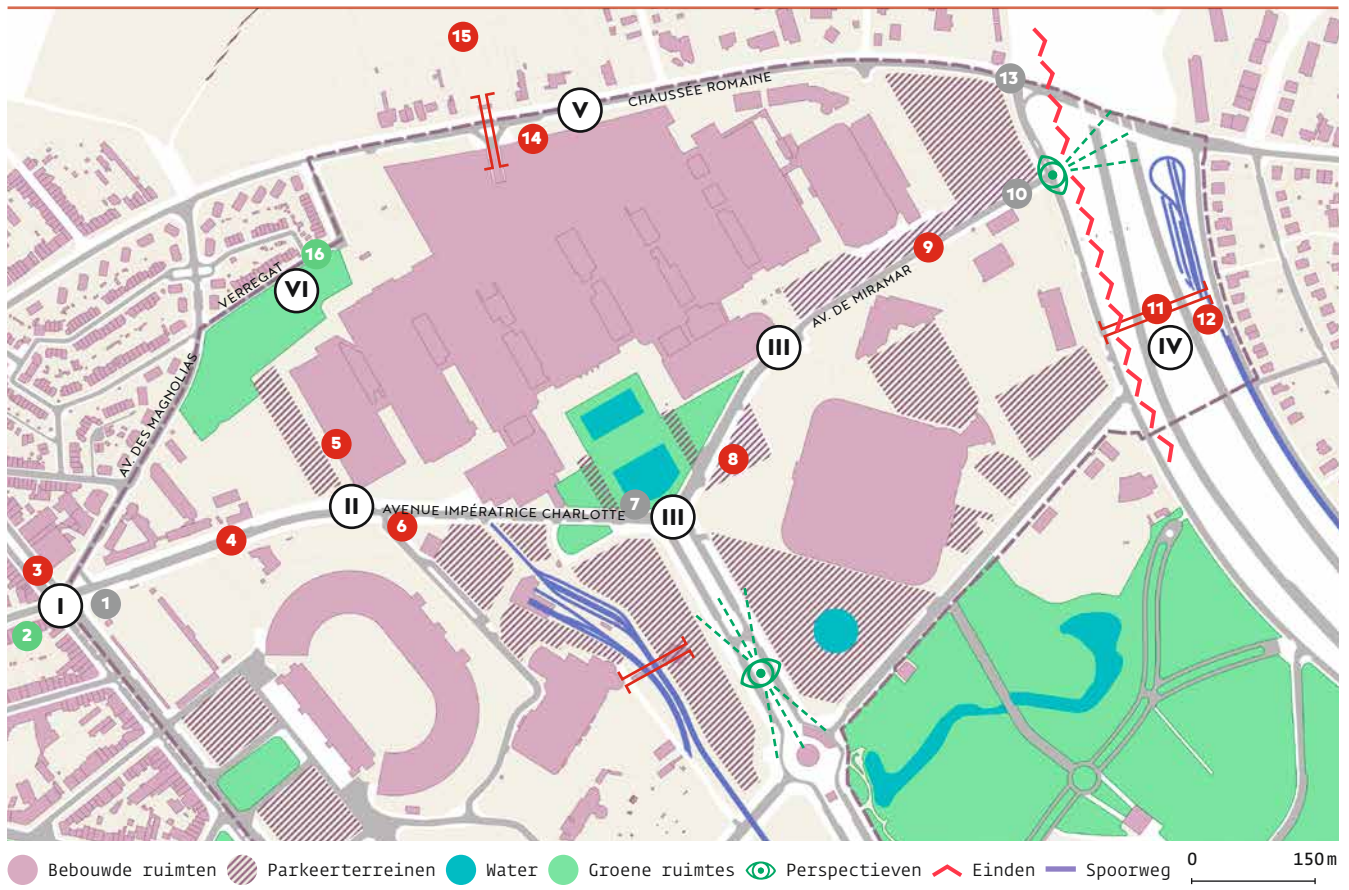 15
13
V
CHAUSSÉE ROMAINE
14
10
16
9
VERREGAT
VI
11
12
AV. DE MIRAMAR
III
IV
AV. DES MAGNOLIAS
5
8
II
AVENUE IMPÉRATRICE CHARLOTTE
7
III
6
4
3
I
1
2
Bebouwde ruimten
Parkeerterreinen
Water
Groene ruimtes
Perspectieven
Einden
Spoorweg
0
150 m